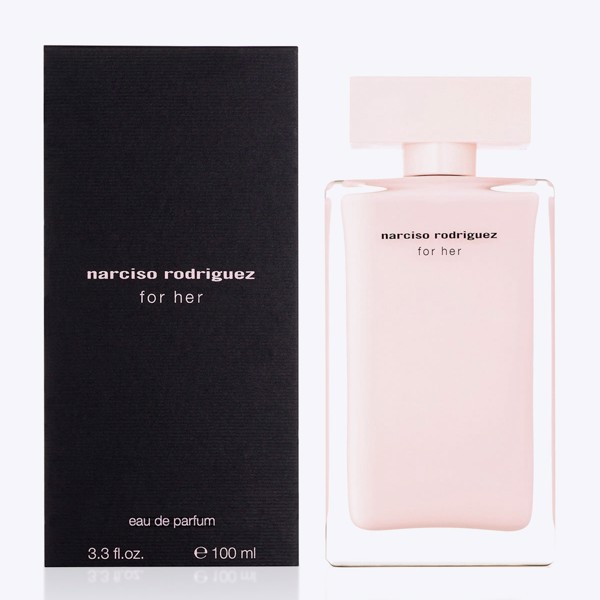 narciso rodriguez
for her
eau de parfum
3.3 fl.oz. ℮ 100 ml
narciso rodriguez
for her